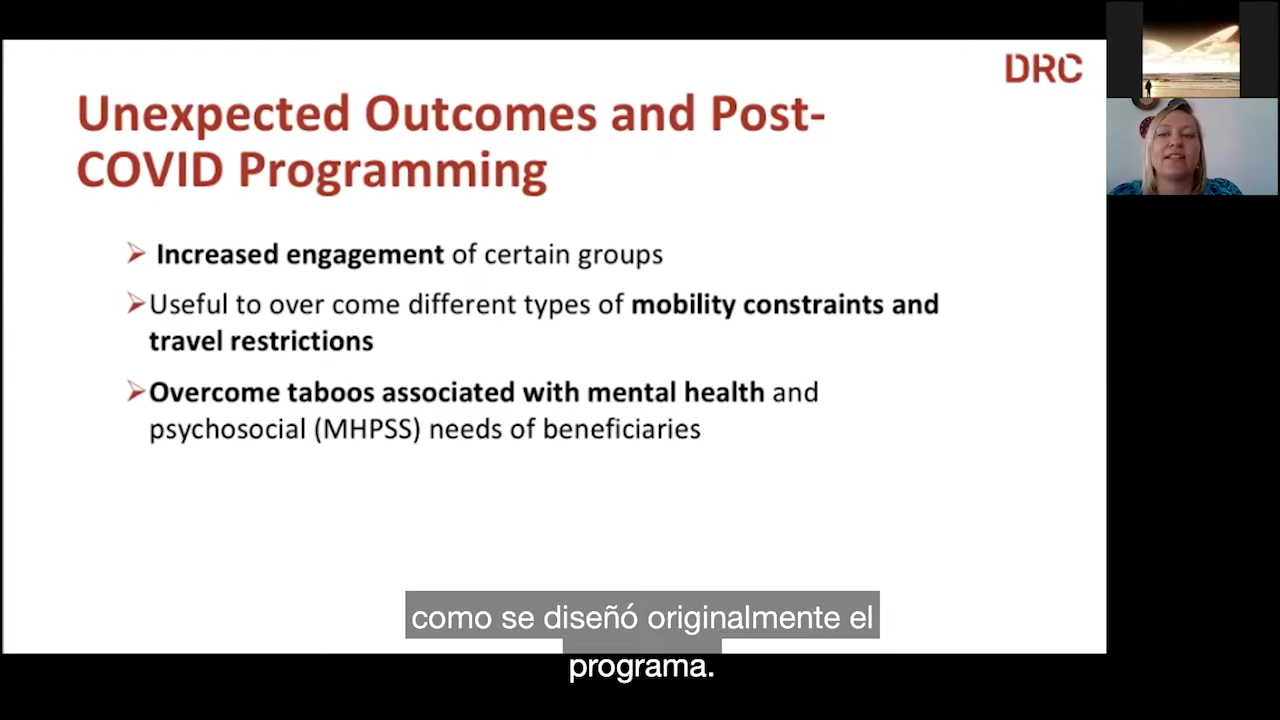 DRC
Unexpected Outcomes and Post-
COVID Programming
Increased engagement of certain groups
Useful to over come different types of mobility constraints and
travel restrictions
Overcome taboos associated with mental health and
psychosocial (MHPSS) needs of beneficiaries
como se diseñó originalmente el
programa.